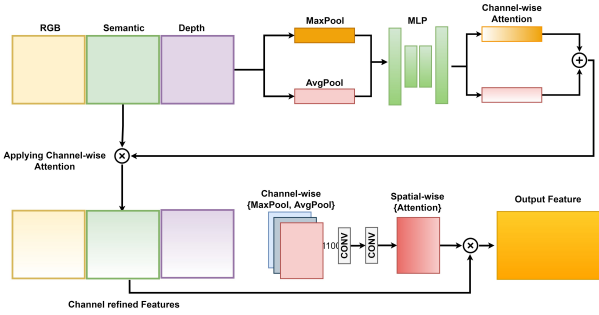 RGB
Semantic
Depth
MaxPool
AvgPool
MLP
Channel-wise
Attention
Applying Channel-wise
Attention
Channel-wise
{MaxPool, AvgPool}
1100
CONV
CONV
Spatial-wise
{Attention}
Output Feature
Channel refined Features